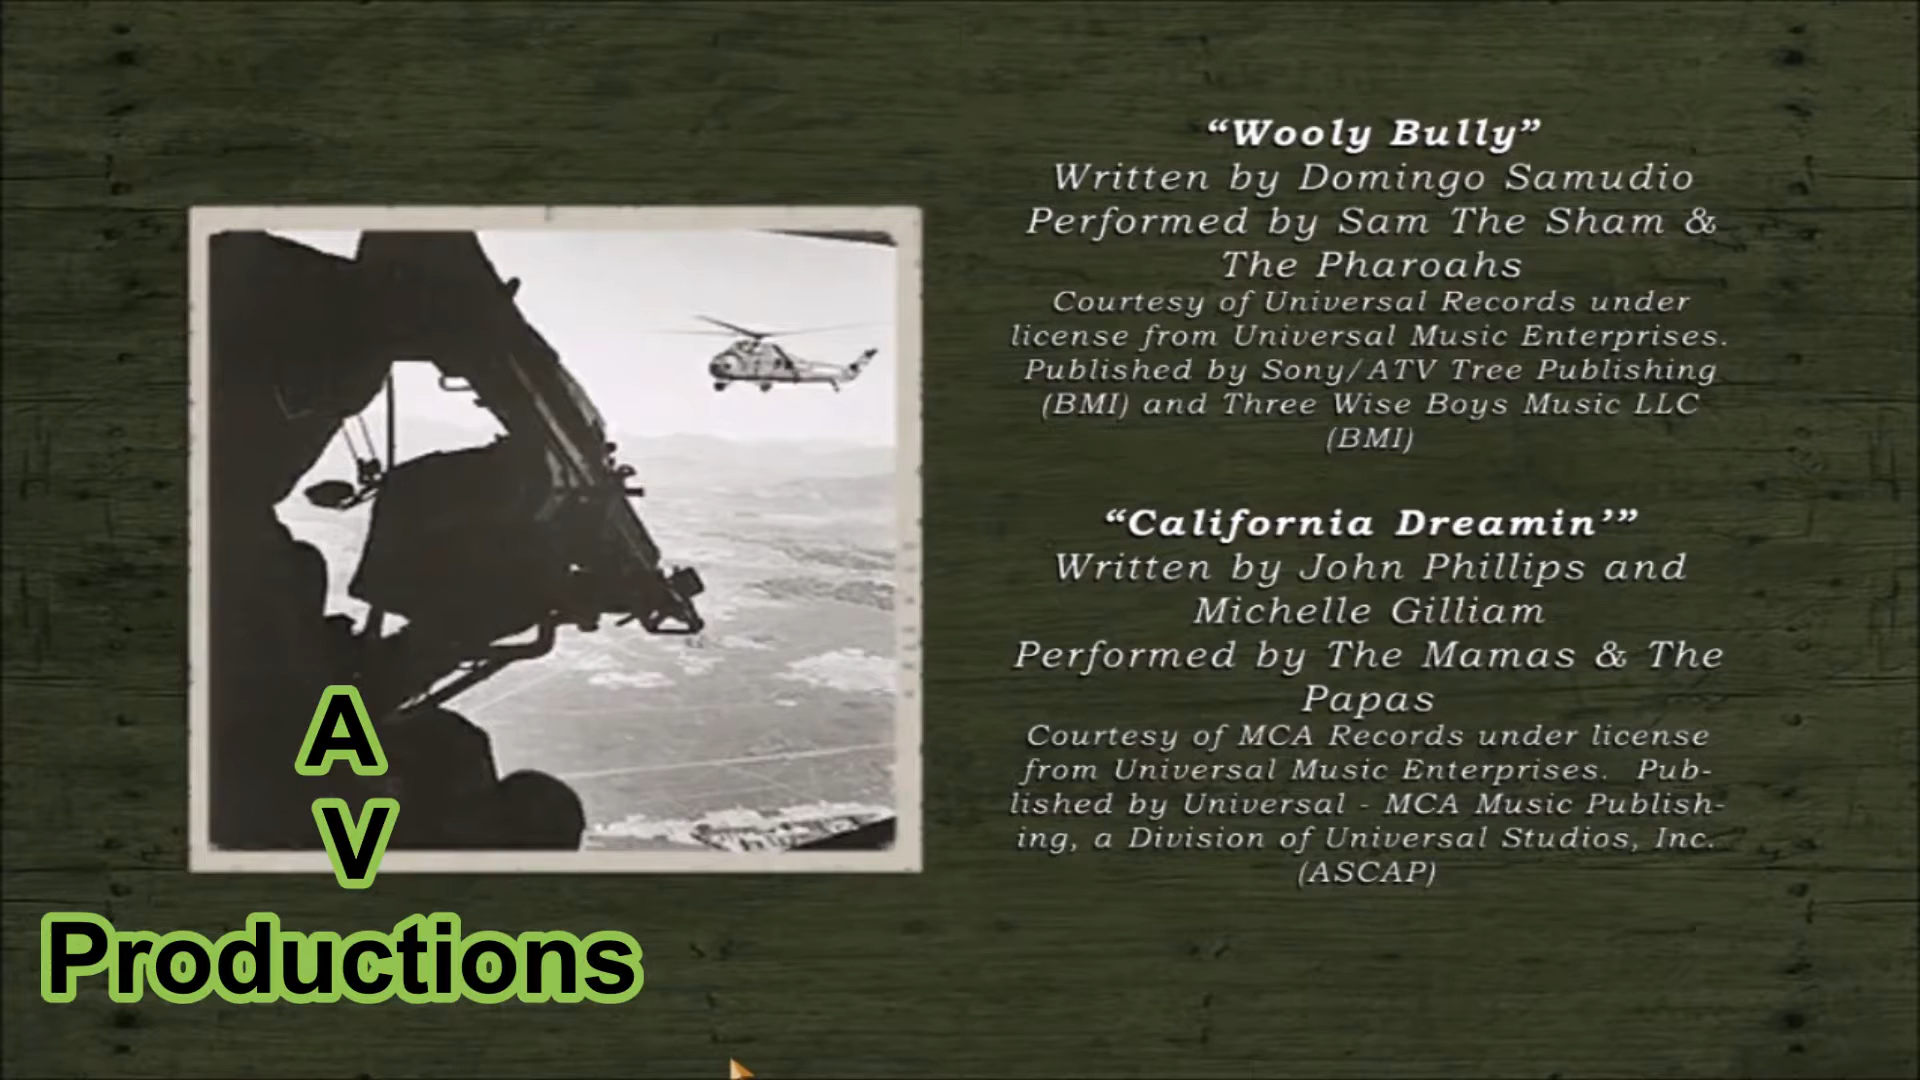 “Wooly Bully”
Written by Domingo Samudio
Performed by Sam The Sham &
The Pharoahs
Courtesy of Universal Records under
license from Universal Music Enterprises.
Published by Sony/ATV Tree Publishing
(BMI) and Three Wise Boys Music LLC
(BMI)
“California Dreamin’”
Written by John Phillips and
Michelle Gilliam
Performed by The Mamas & The
Papas
Courtesy of MCA Records under license
from Universal Music Enterprises. Pub-
lished by Universal - MCA Music Publish-
ing, a Division of Universal Studios, Inc.
(ASCAP)
A
V
Productions